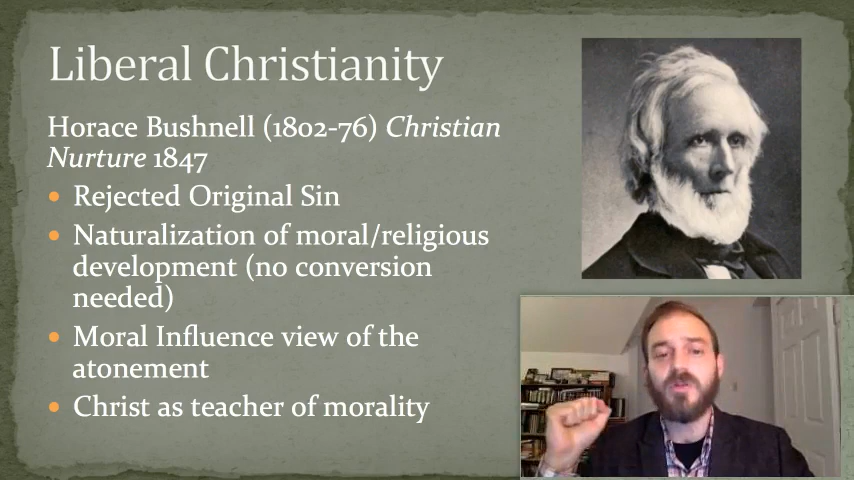 Liberal Christianity
Horace Bushnell (1802-76) Christian
Nurture 1847
• Rejected Original Sin
• Naturalization of moral/religious
development (no conversion
needed)
• Moral Influence view of the
atonement
• Christ as teacher of morality